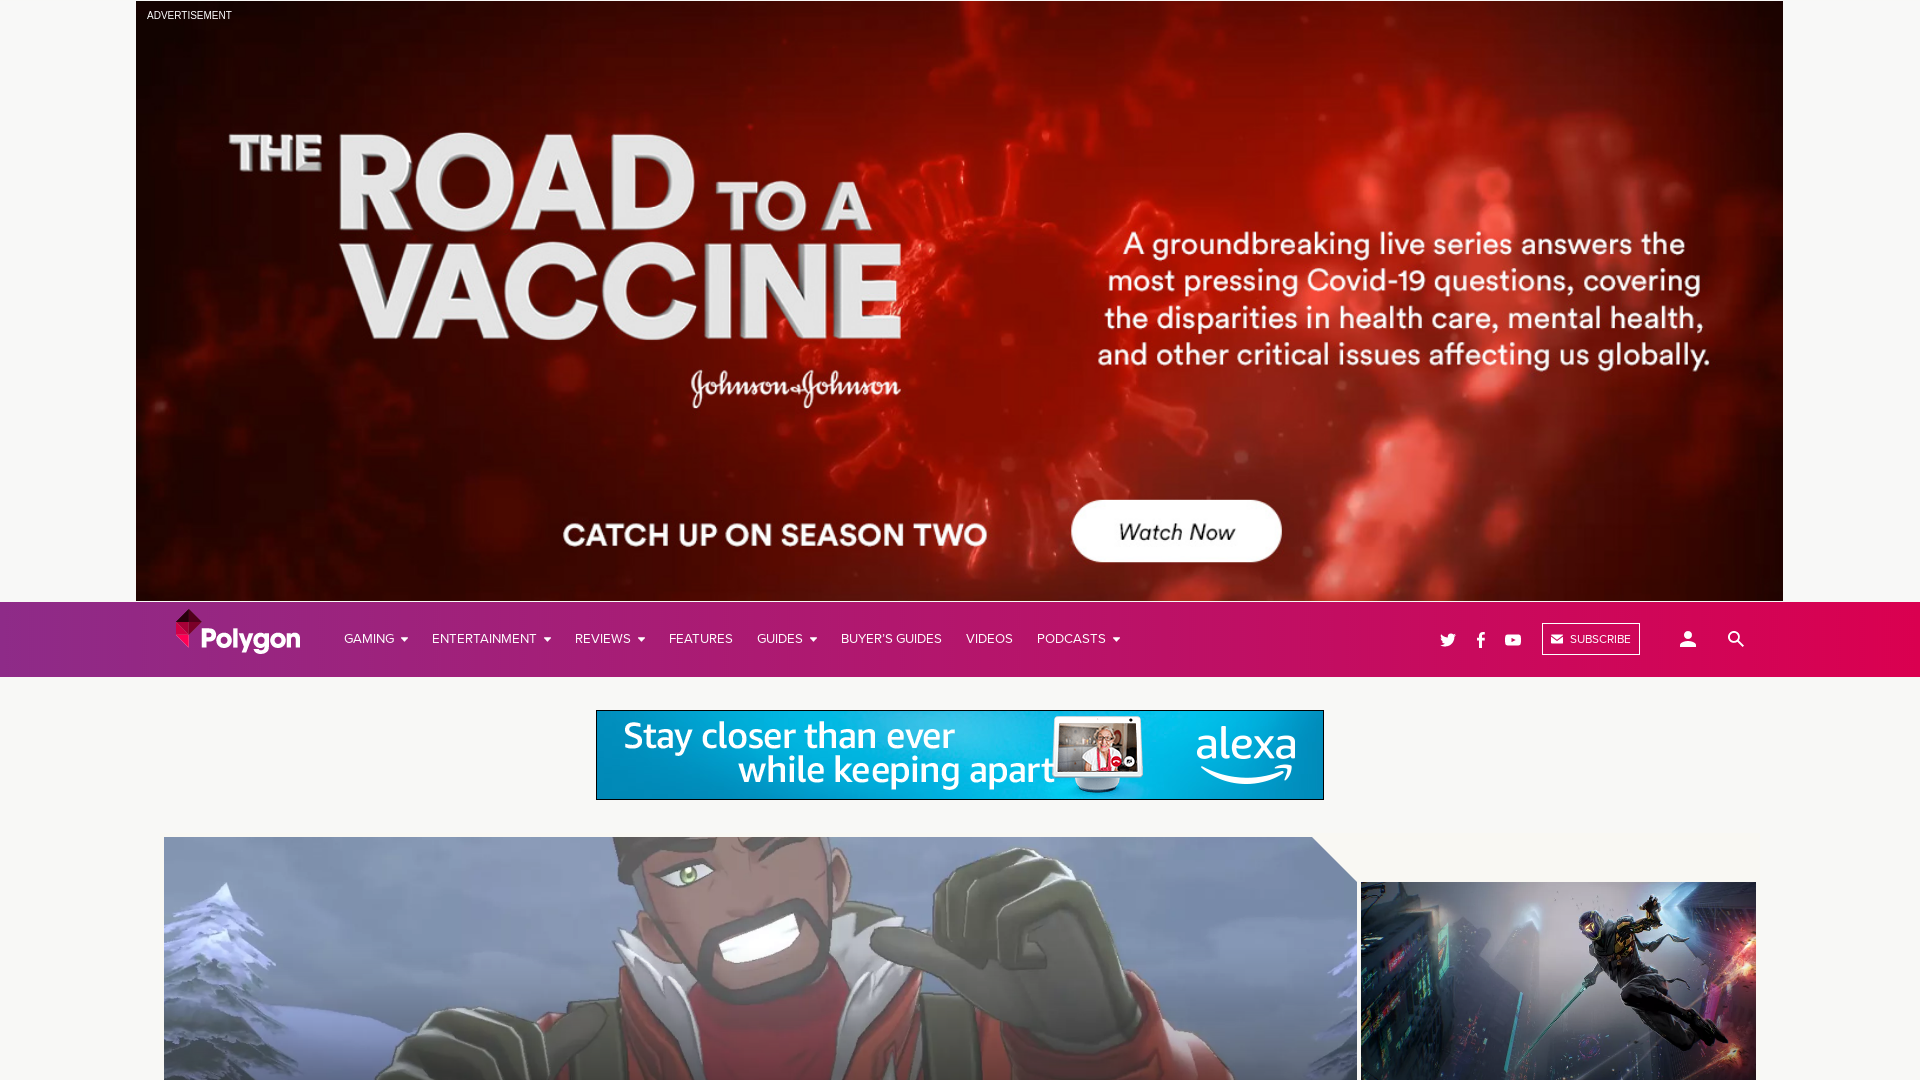 ADVERTISEMENT
THE ROAD TO A
VACCINE
Johnson & Johnson
A groundbreaking live series answers the
most pressing Covid-19 questions, covering
the disparities in health care, mental health,
and other critical issues affecting us globally.
CATCH UP ON SEASON TWO
Watch Now
Polygon
GAMING
ENTERTAINMENT
REVIEWS
FEATURES
GUIDES
BUYER'S GUIDES
VIDEOS
PODCASTS
SUBSCRIBE
Stay closer than ever
while keeping apart
alexa